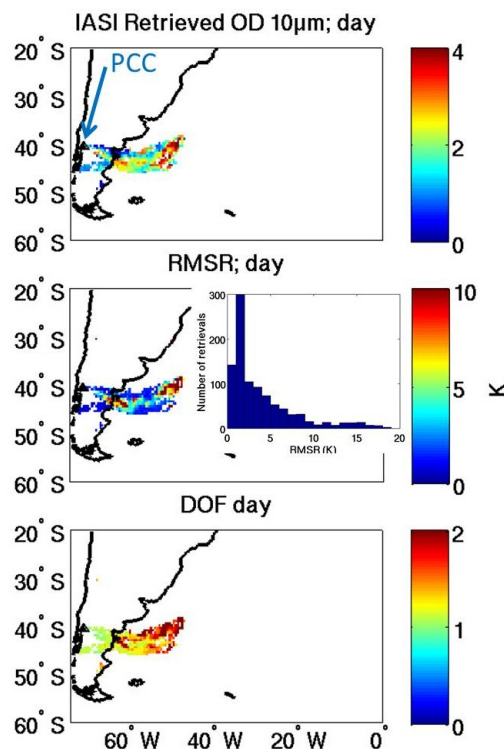 IASI Retrieved OD 10µm; day
20° S
30° S
40° S
50° S
60° S
PCC
4
2
0
RMSR; day
20° S
30° S
40° S
50° S
60° S
300
200
100
0
Number of retrievals
0 5 10 15 20
RMSR (K)
10
5
0
K
DOF day
20° S
30° S
40° S
50° S
60° S
60° W 40° W 20° W 0°
2
1
0